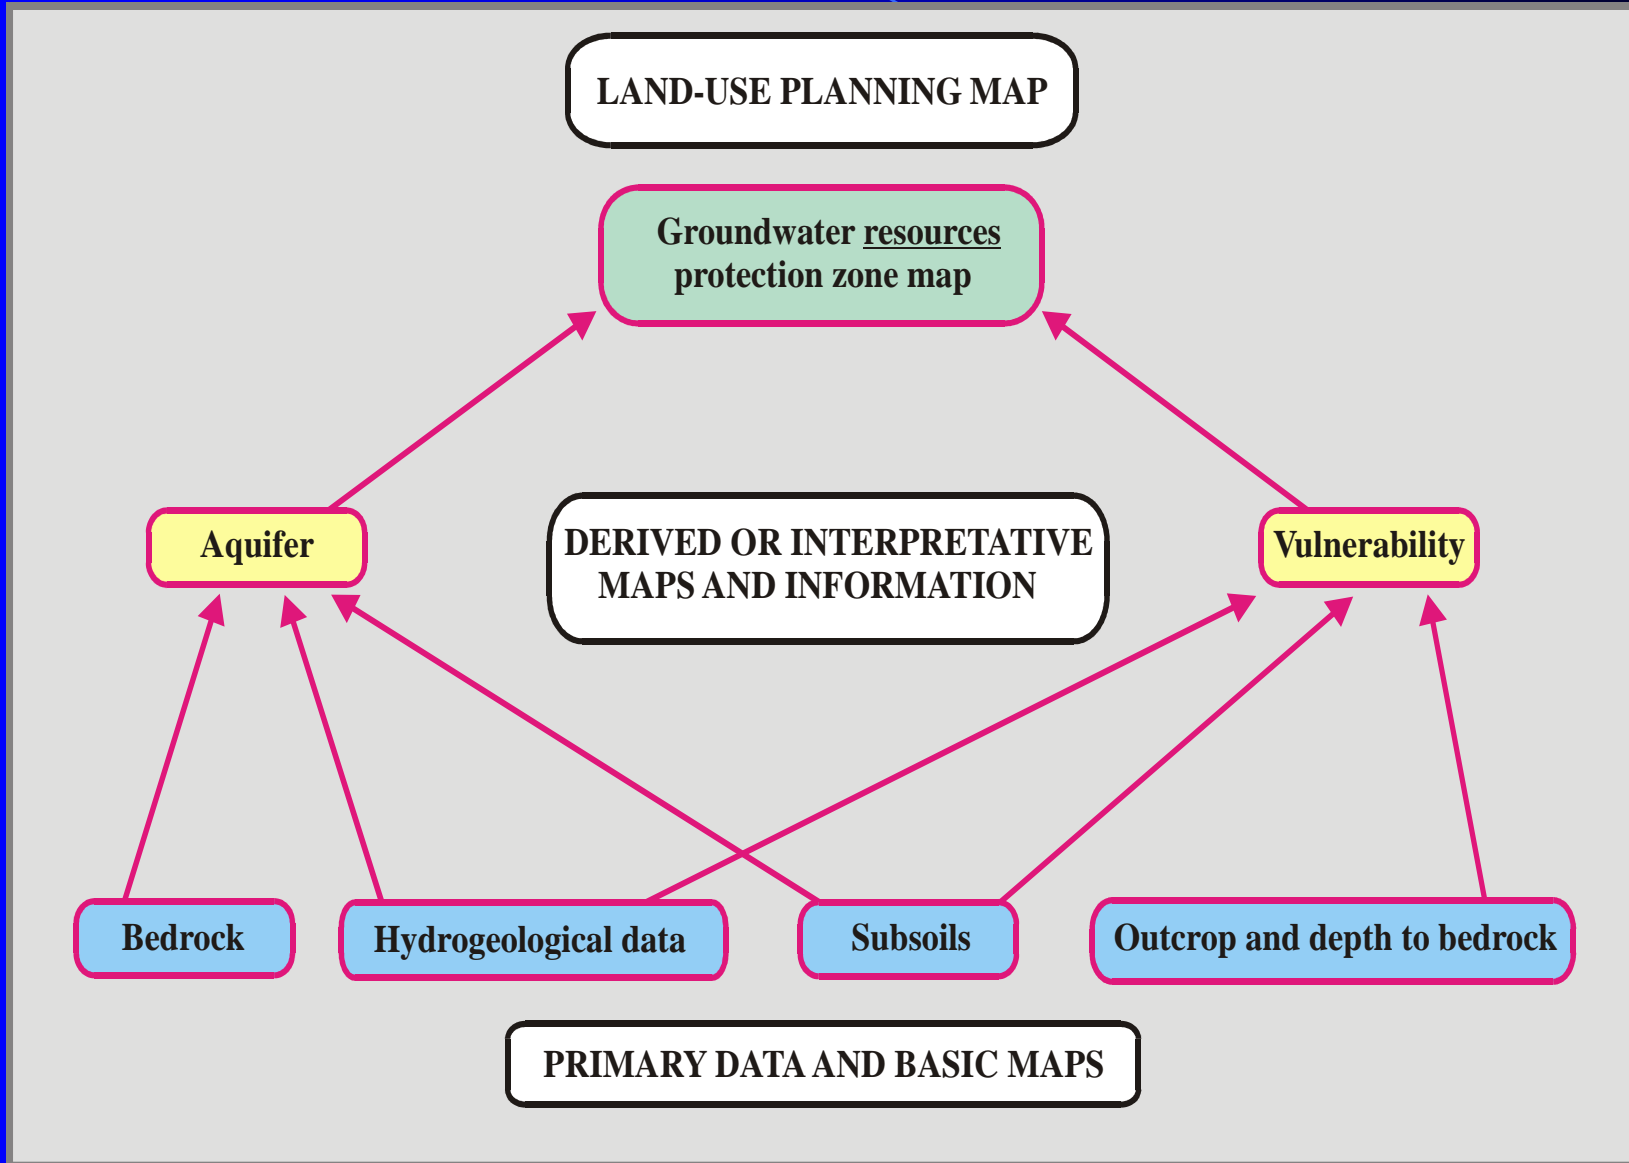 LAND-USE PLANNING MAP
Groundwater resources
protection zone map
Aquifer
DERIVED OR INTERPRETATIVE
MAPS AND INFORMATION
Vulnerability
Bedrock
Hydrogeological data
Subsoils
Outcrop and depth to bedrock
PRIMARY DATA AND BASIC MAPS